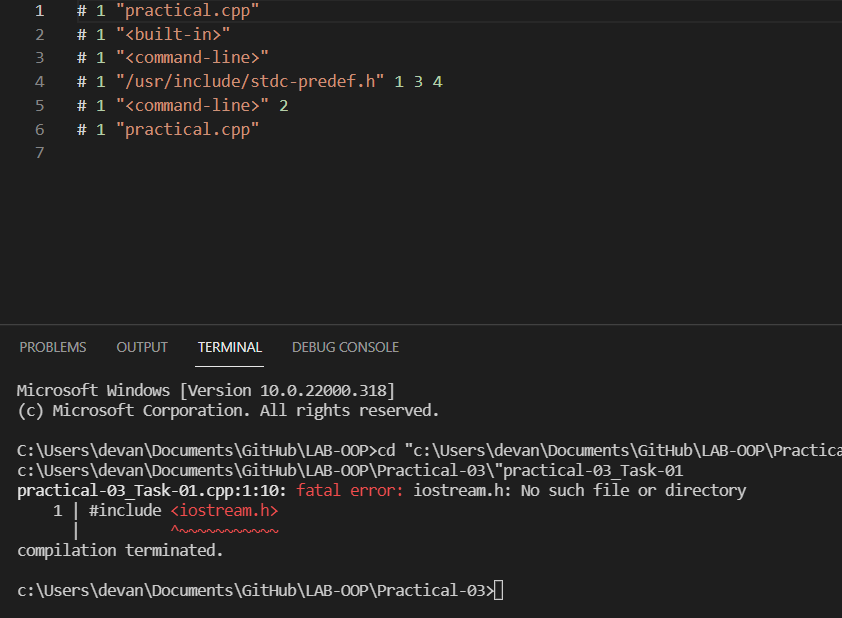 1 # 1 "practical.cpp"
2 # 1 "<built-in>"
3 # 1 "<command-line>"
4 # 1 "/usr/include/stdc-predef.h" 1 3 4
5 # 1 "<command-line>" 2
6 # 1 "practical.cpp"
7
PROBLEMS OUTPUT TERMINAL DEBUG CONSOLE
Microsoft Windows [Version 10.0.22000.318]
(c) Microsoft Corporation. All rights reserved.
C:\Users\devan\Documents\GitHub\LAB-OOP>cd "c:\Users\devan\Documents\GitHub\LAB-OOP\Practica
c:\Users\devan\Documents\GitHub\LAB-OOP\Practical-03\"practical-03_Task-01
practical-03_Task-01.cpp:1:10: fatal error: iostream.h: No such file or directory
1 | #include <iostream.h>
| ^~~~~~~~~~~~
compilation terminated.
c:\Users\devan\Documents\GitHub\LAB-OOP\Practical-03>